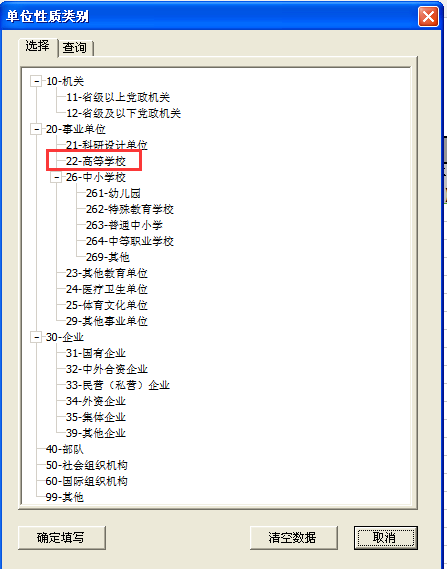 单位性质类别
选择 查询
10-机关
11-省级以上党政机关
12-省级及以下党政机关
20-事业单位
21-科研设计单位
22-高等学校
26-中小学校
261-幼儿园
262-特殊教育学校
263-普通中小学
264-中等职业学校
269-其他
23-其他教育单位
24-医疗卫生单位
25-体育文化单位
29-其他事业单位
30-企业
31-国有企业
32-中外合资企业
33-民营（私营）企业
34-外资企业
35-集体企业
39-其他企业
40-部队
50-社会组织机构
60-国际组织机构
99-其他
确定填写 清空数据 取消